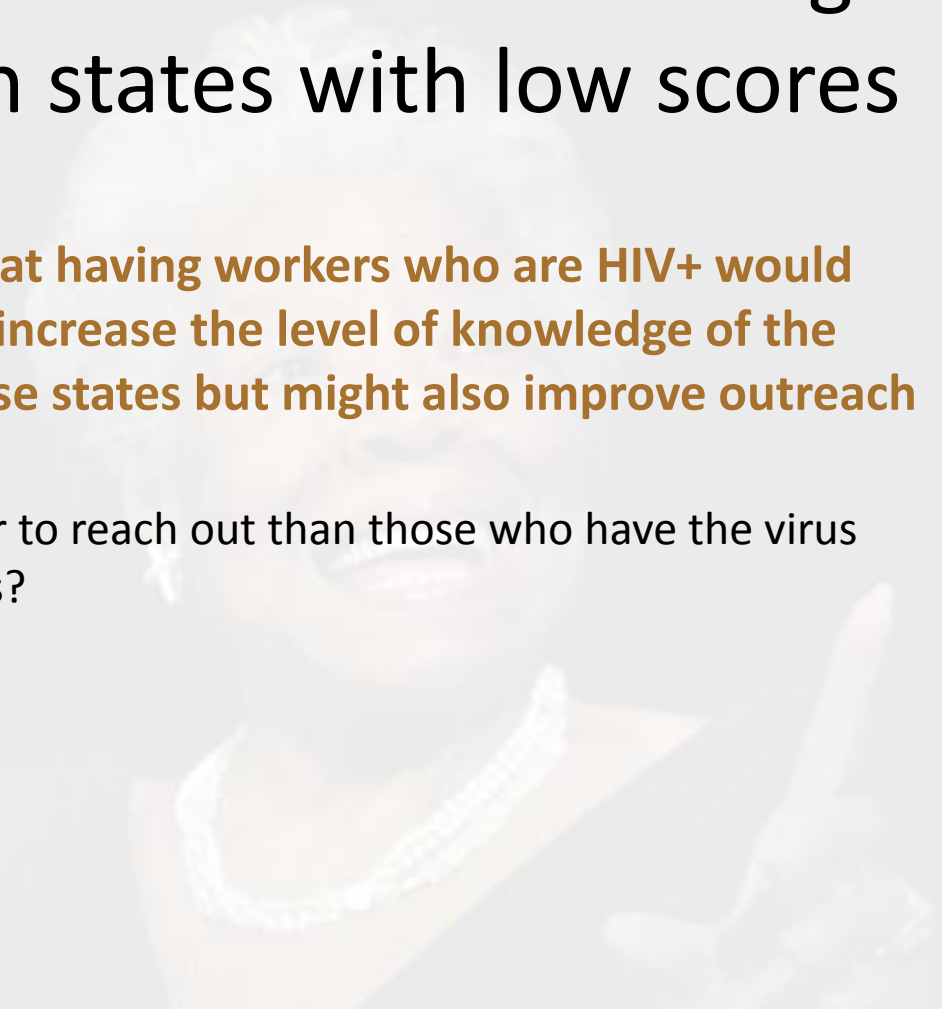 states with low scores
at having workers who are HIV+ would
increase the level of knowledge of the
se states but might also improve outreach
r to reach out than those who have the virus
s?